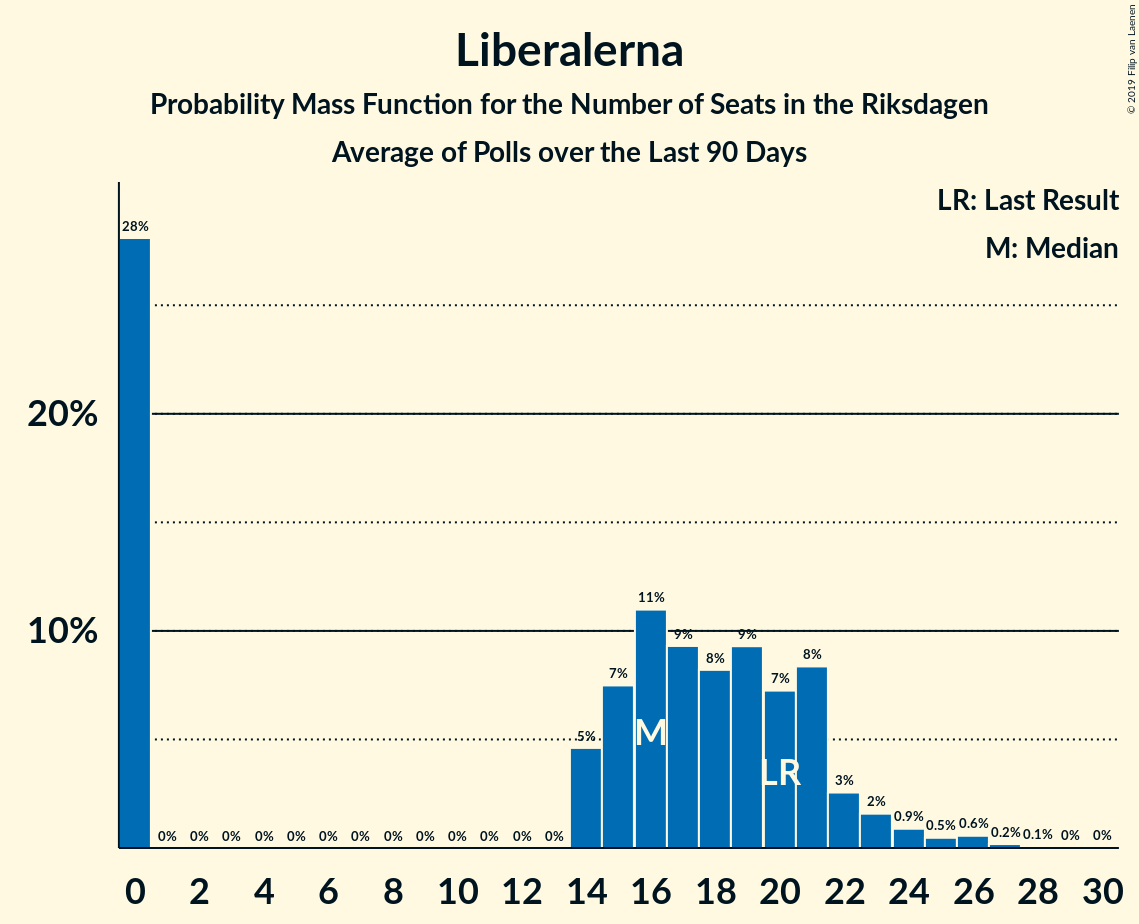 © 2019 Filip van Laenen
Liberalerna
Probability Mass Function for the Number of Seats in the Riksdagen
Average of Polls over the Last 90 Days
LR: Last Result
M: Median
20%
10%
28% 0% 0% 0% 0% 0% 0% 0% 0% 0% 0% 0% 0% 0% 5% 7% 11% 9% 8% 9% 7% 8% 3% 2% 0.9% 0.5% 0.6% 0.2% 0.1% 0% 0%
M
LR
0 2 4 6 8 10 12 14 16 18 20 22 24 26 28 30